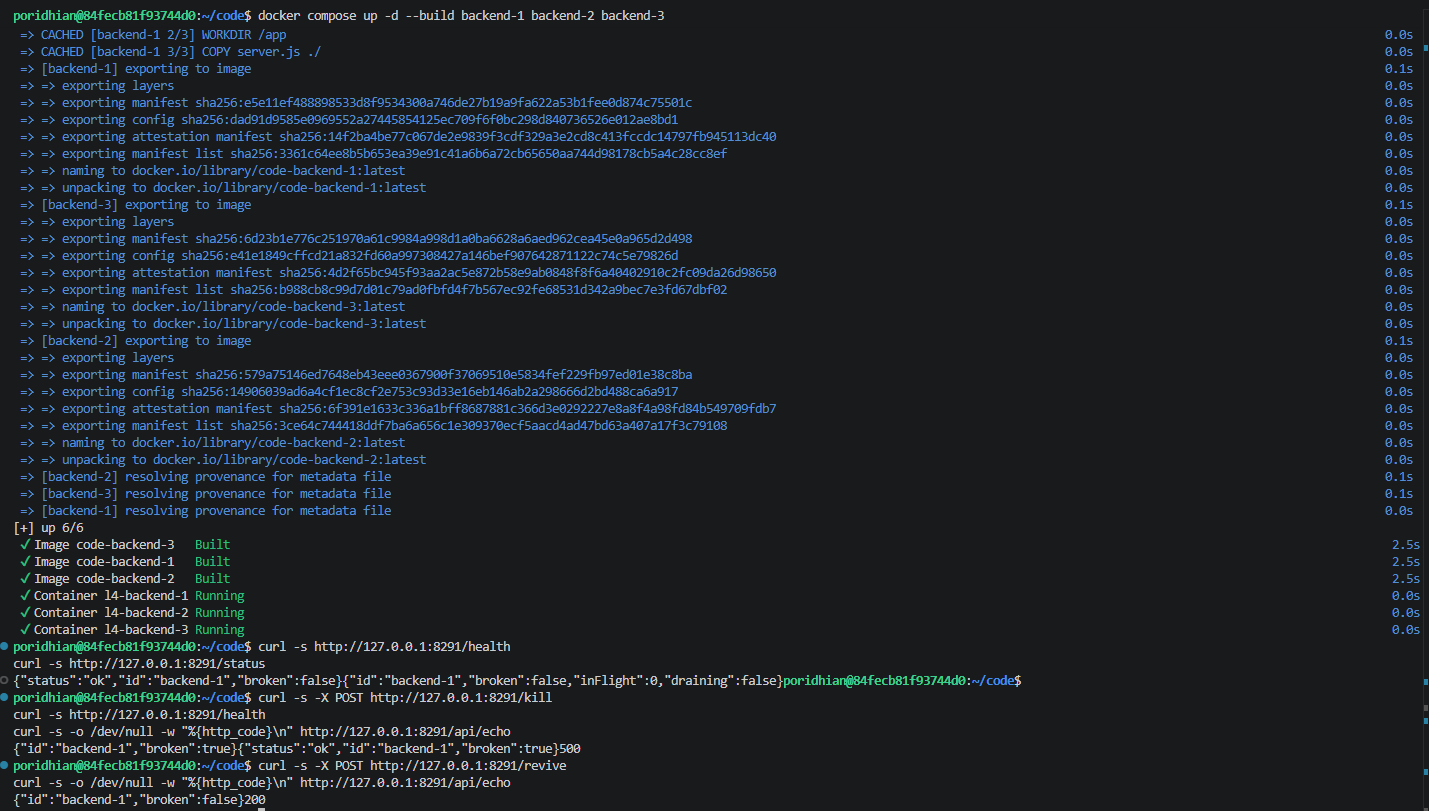 poridhian@84fecb81f93744d0:~/code$ docker compose up -d --build backend-1 backend-2 backend-3
=> CACHED [backend-1 2/3] WORKDIR /app 0.0s
=> CACHED [backend-1 3/3] COPY server.js ./ 0.0s
=> [backend-1] exporting to image 0.1s
=> => exporting layers 0.0s
=> => exporting manifest sha256:e5e11ef488898533d8f9534300a746de27b19a9fa622a53b1fee0d874c75501c 0.0s
=> => exporting config sha256:dad91d9585e0969552a27445854125ec709f6f0bc298d840736526e012ae8bd1 0.0s
=> => exporting attestation manifest sha256:14f2ba4be77c067de2e9839f3cdf329a3e2cd8c413fccdc14797fb945113dc40 0.0s
=> => exporting manifest list sha256:3361c64ee8b5b653ea39e91c41a6b6a72cb65650aa744d98178cb5a4c28cc8ef 0.0s
=> => naming to docker.io/library/code-backend-1:latest 0.0s
=> => unpacking to docker.io/library/code-backend-1:latest 0.0s
=> [backend-3] exporting to image 0.1s
=> => exporting layers 0.0s
=> => exporting manifest sha256:6d23b1e776c251970a61c9984a998d1a0ba6628a6aed962cea45e0a965d2d498 0.0s
=> => exporting config sha256:e41e1849cffcd21a832fd60a997308427a146bef907642871122c74c5e79826d 0.0s
=> => exporting attestation manifest sha256:4d2f65bc945f93aa2ac5e872b58e9ab0848f8f6a40402910c2fc09da26d98650 0.0s
=> => exporting manifest list sha256:b988cb8c99d7d01c79ad0fbfd4f7b567ec92fe68531d342a9bec7e3fd67dbf02 0.0s
=> => naming to docker.io/library/code-backend-3:latest 0.0s
=> => unpacking to docker.io/library/code-backend-3:latest 0.0s
=> [backend-2] exporting to image 0.1s
=> => exporting layers 0.0s
=> => exporting manifest sha256:579a75146ed7648eb43eee0367900f37069510e5834fef229fb97ed01e38c8ba 0.0s
=> => exporting config sha256:14906039ad6a4cf1ec8cf2e753c93d33e16eb146ab2a298666d2bd488ca6a917 0.0s
=> => exporting attestation manifest sha256:6f391e1633c336a1bff8687881c366d3e0292227e8a8f4a98fd84b549709fdb7 0.0s
=> => exporting manifest list sha256:3ce64c744418ddf7ba6a656c1e309370ecf5aacd4ad47bd63a407a17f3c79108 0.0s
=> => naming to docker.io/library/code-backend-2:latest 0.0s
=> => unpacking to docker.io/library/code-backend-2:latest 0.0s
=> [backend-2] resolving provenance for metadata file 0.1s
=> [backend-3] resolving provenance for metadata file 0.1s
=> [backend-1] resolving provenance for metadata file 0.0s
[+] up 6/6
✓ Image code-backend-3 Built 2.5s
✓ Image code-backend-1 Built 2.5s
✓ Image code-backend-2 Built 2.5s
✓ Container l4-backend-1 Running 0.0s
✓ Container l4-backend-2 Running 0.0s
✓ Container l4-backend-3 Running 0.0s
poridhian@84fecb81f93744d0:~/code$ curl -s http://127.0.0.1:8291/health
curl -s http://127.0.0.1:8291/status
{"status":"ok","id":"backend-1","broken":false}{"id":"backend-1","broken":false,"inFlight":0,"draining":false}poridhian@84fecb81f93744d0:~/code$
poridhian@84fecb81f93744d0:~/code$ curl -s -X POST http://127.0.0.1:8291/kill
curl -s http://127.0.0.1:8291/health
curl -s -o /dev/null -w "%{http_code}\n" http://127.0.0.1:8291/api/echo
{"id":"backend-1","broken":true}{"status":"ok","id":"backend-1","broken":true}500
poridhian@84fecb81f93744d0:~/code$ curl -s -X POST http://127.0.0.1:8291/revive
curl -s -o /dev/null -w "%{http_code}\n" http://127.0.0.1:8291/api/echo
{"id":"backend-1","broken":false}200